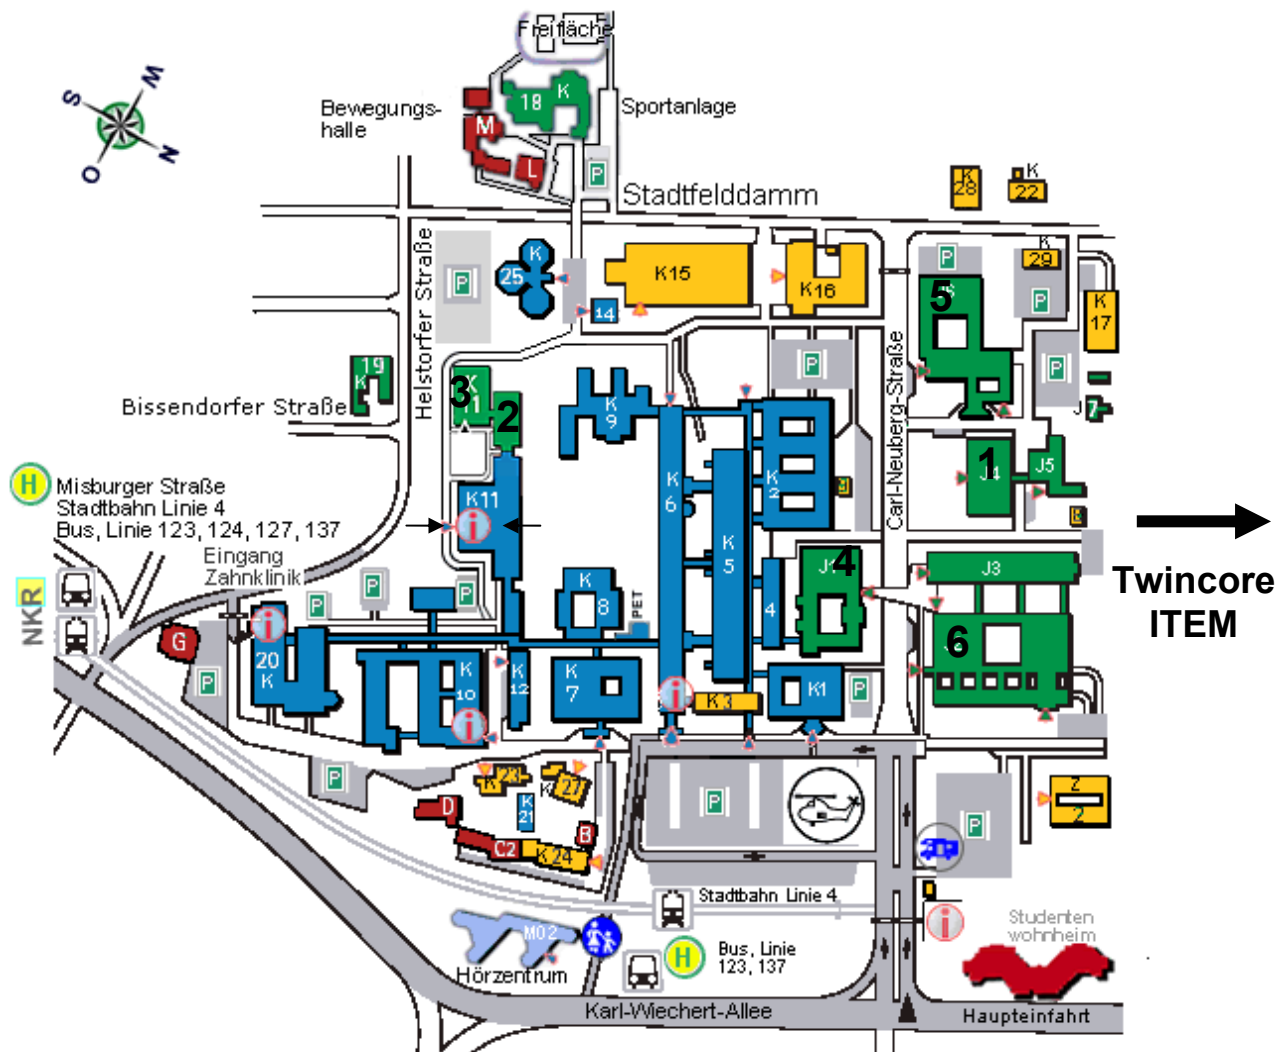 Freifläche
W
S
N
O
Bewegungs-
halle
18
K
M
L
Sportanlage
P
Stadtfelddamm
K
28
K
22
Helstorfer Straße
P
K
25
14
K15
K16
P
K
29
P
5
K
17
P
Carl-Neuberg-Straße
P
19
K
Bissendorfer Straße
3
K
11
2
K
9
K
6
K
2
J
7
1
J4
J5
H
Misburger Straße
Stadtbahn Linie 4
Bus, Linie 123, 124, 127, 137
K11
i
K
5
Eingang
Zahnklinik
NKR
P
P
P
K
8
PET
4
J1
4
J3
6
Twincore
ITEM
G
i
20
K
P
K
10
i
K
12
K
7
i
K3
K1
P
P
K
23
K
27
K
21
D
C2
K24
B
P
P
Z
2
Stadtbahn Linie 4
i
Studenten
wohnheim
M02
Hörzentrum
H
Bus, Linie
123, 137
Karl-Wiechert-Allee
Haupteinfahrt